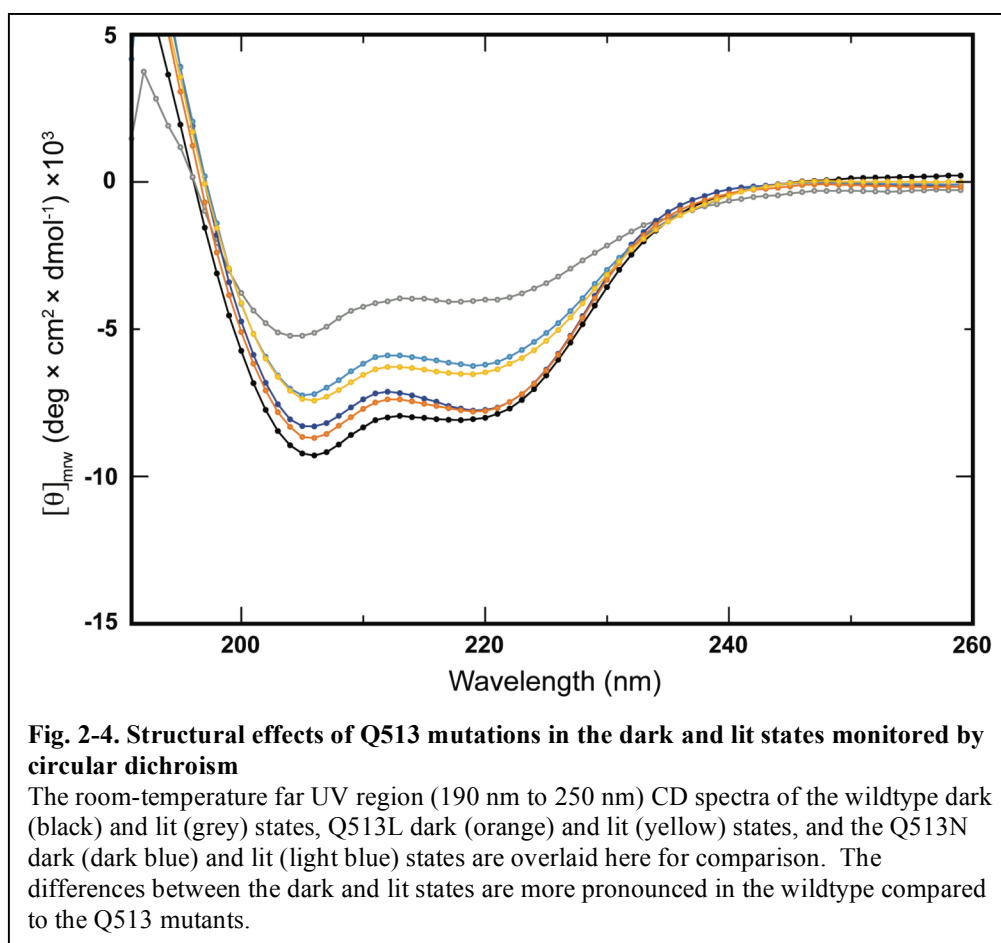 5
0
-5
-10
-15
[θ]mrw (deg × cm² × dmol⁻¹) ×10³
200
220
240
260
Wavelength (nm)
Fig. 2-4. Structural effects of Q513 mutations in the dark and lit states monitored by
circular dichroism
The room-temperature far UV region (190 nm to 250 nm) CD spectra of the wildtype dark
(black) and lit (grey) states, Q513L dark (orange) and lit (yellow) states, and the Q513N
dark (dark blue) and lit (light blue) states are overlaid here for comparison. The
differences between the dark and lit states are more pronounced in the wildtype compared
to the Q513 mutants.